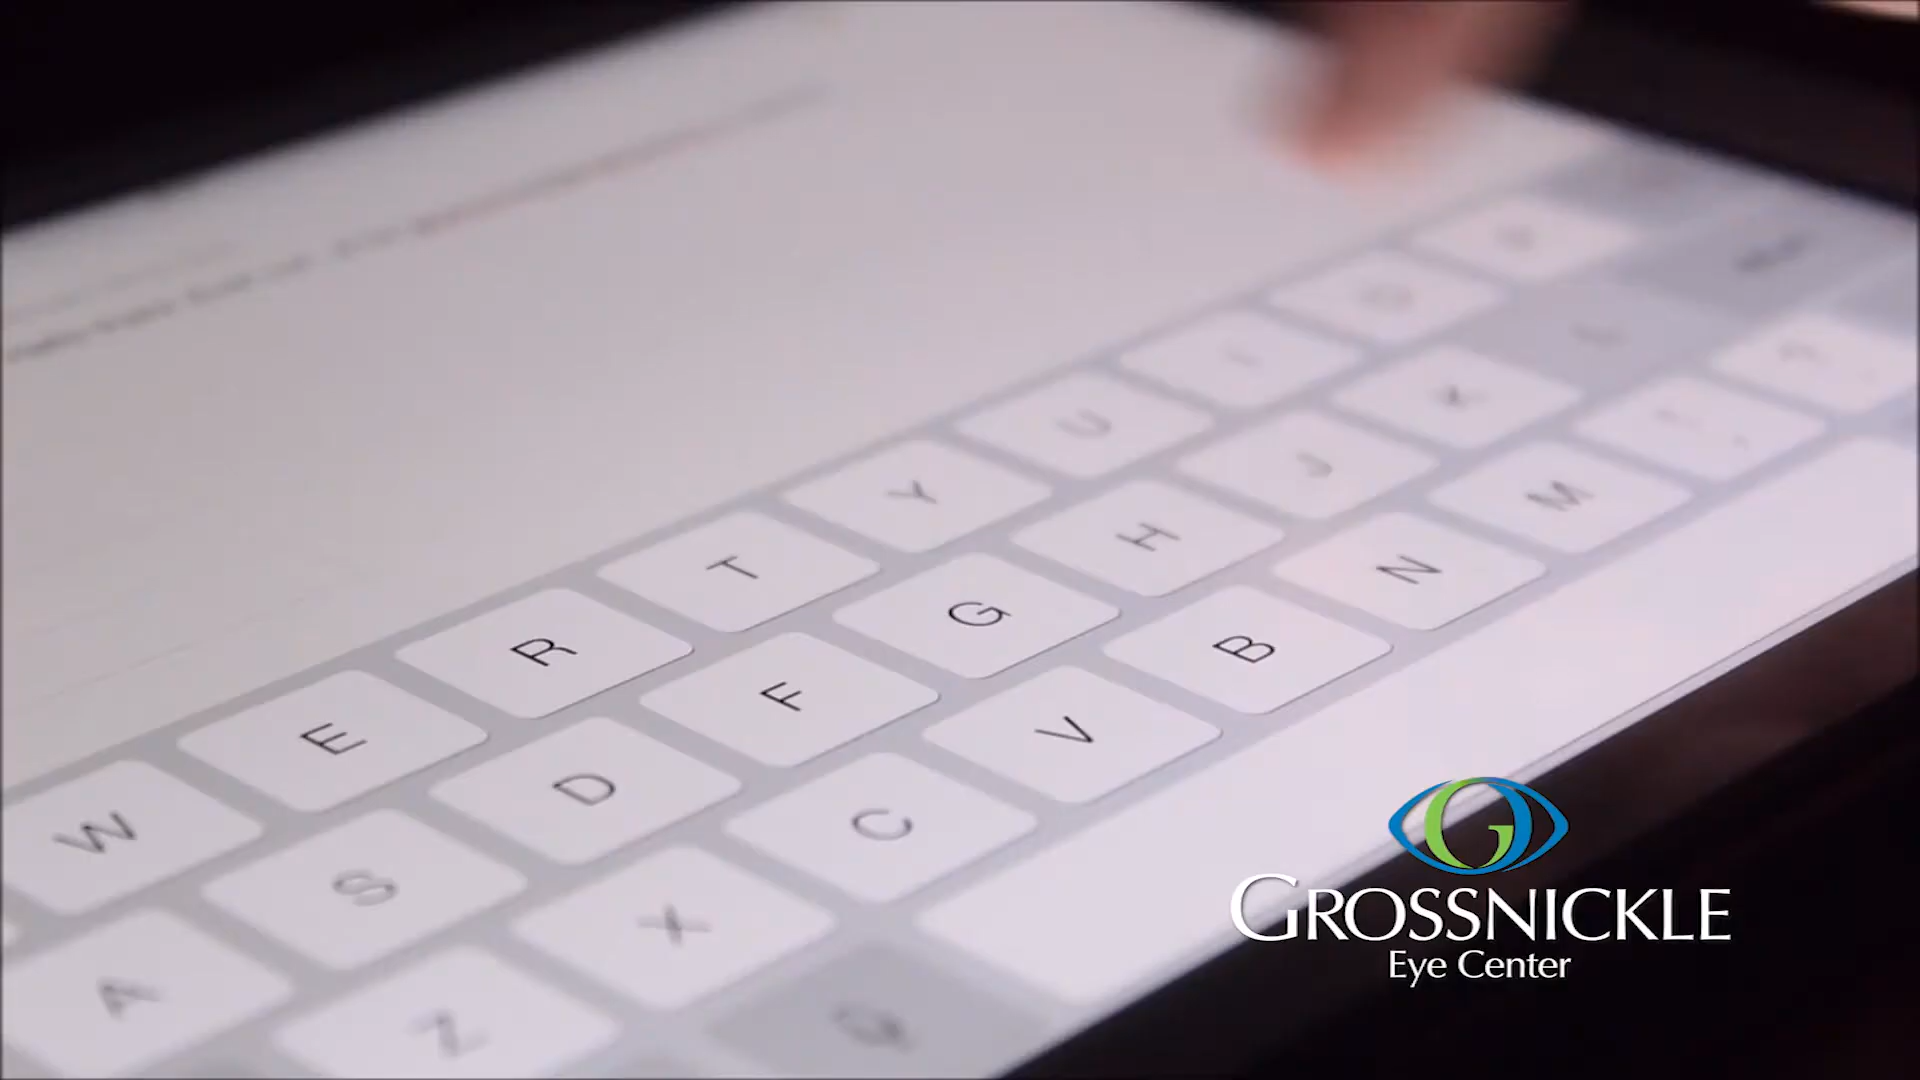 W E R T Y U I O P
A S D F G H J K L
Z X C V B N M
GROSSNICKLE
Eye Center